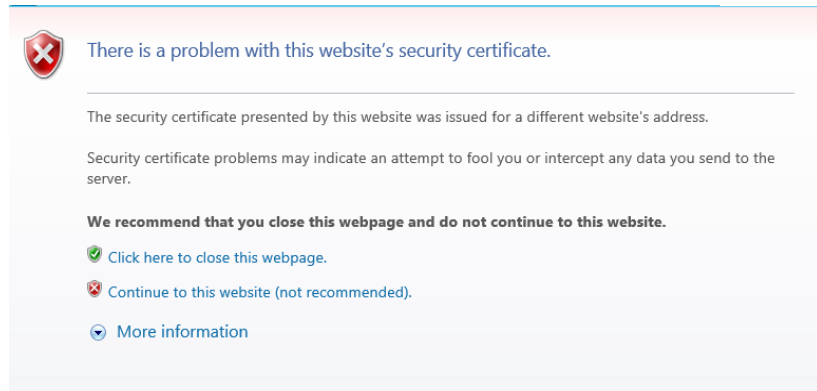 There is a problem with this website’s security certificate.
The security certificate presented by this website was issued for a different website's address.
Security certificate problems may indicate an attempt to fool you or intercept any data you send to the
server.
We recommend that you close this webpage and do not continue to this website.
Click here to close this webpage.
Continue to this website (not recommended).
More information